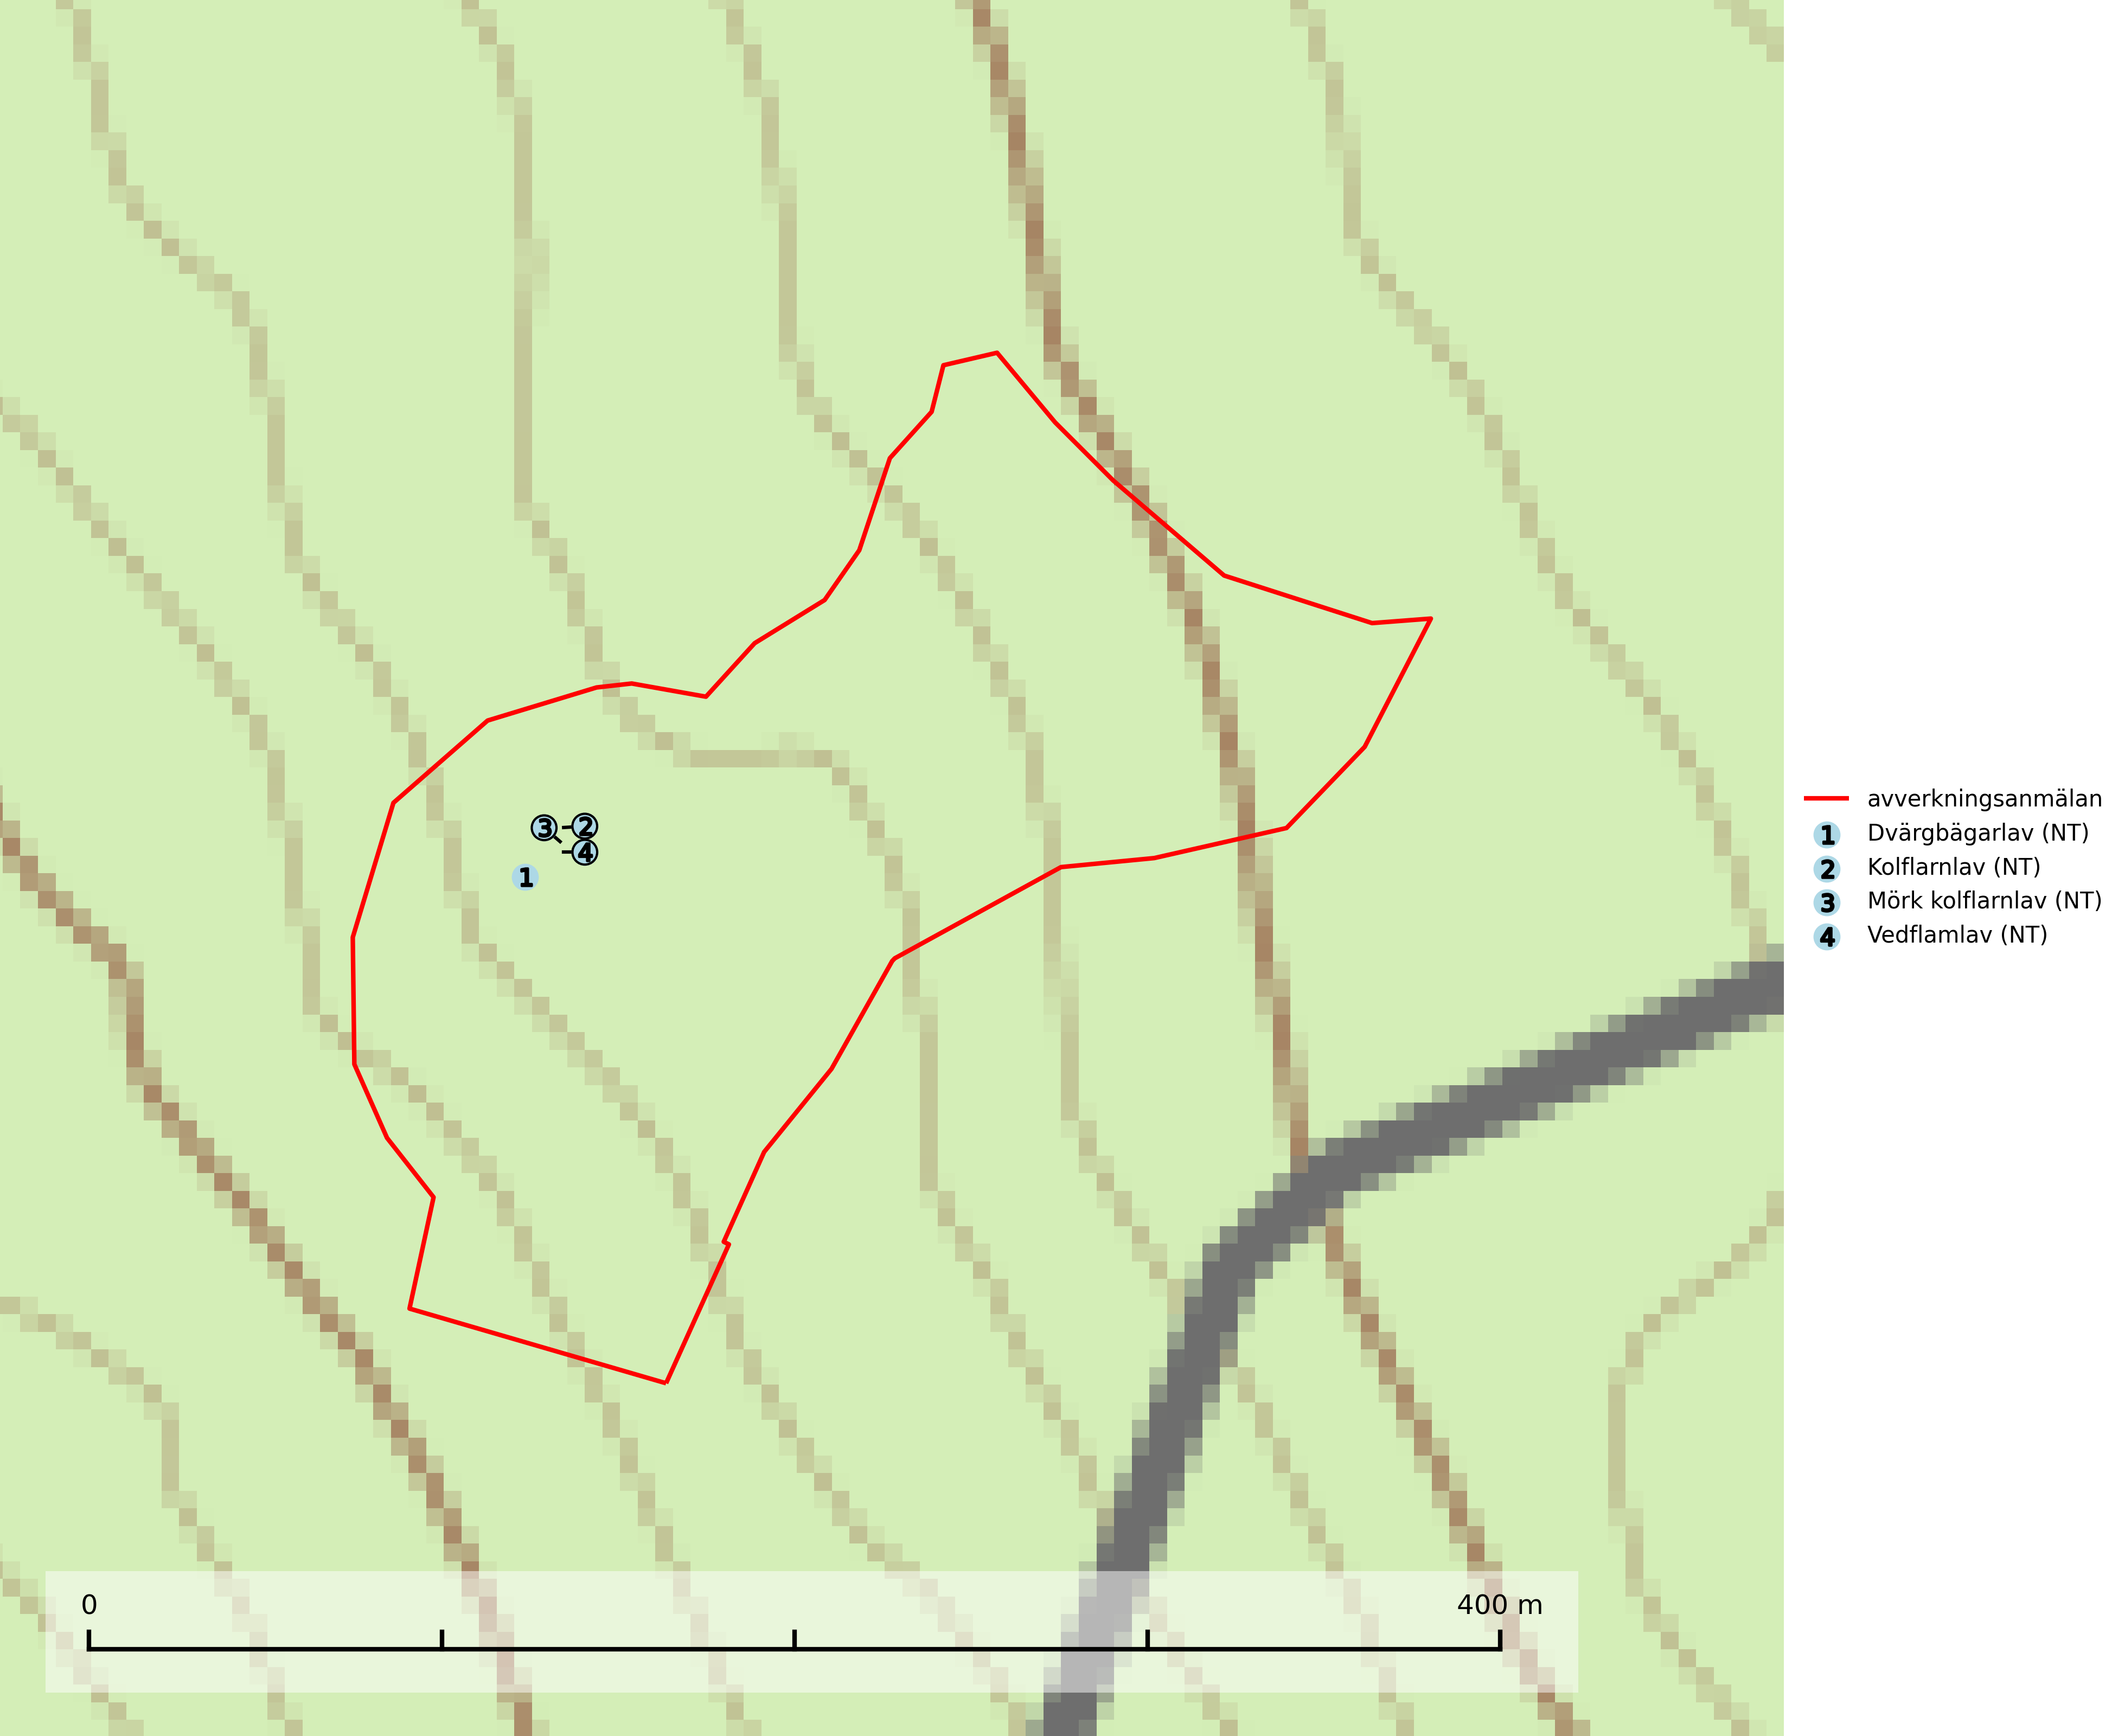 3 2
4
1
avverkningsanmälan
1 Dvärgbägarlav (NT)
2 Kolflarnlav (NT)
3 Mörk kolflarnlav (NT)
4 Vedflamlav (NT)
0 400 m